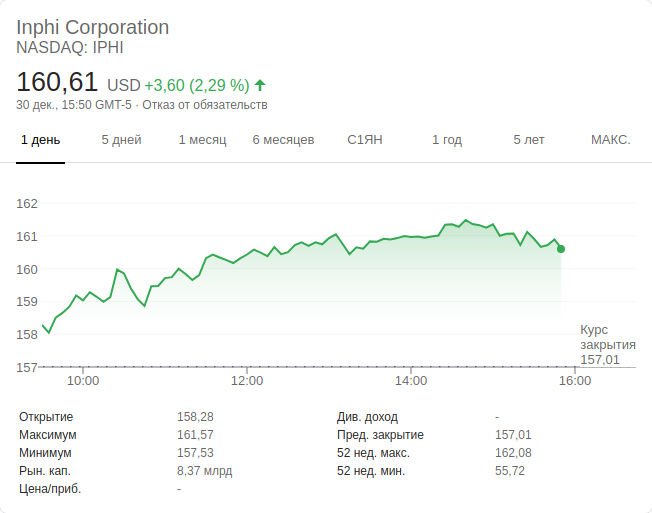 Inphi Corporation
NASDAQ: IPHI
160,61 USD +3,60 (2,29 %)
30 дек., 15:50 GMT-5 · Отказ от обязательств
1 день 5 дней 1 месяц 6 месяцев С1ЯН 1 год 5 лет МАКС.
162
161
160
159
158
Курс
закрытия
157,01
157
10:00 12:00 14:00 16:00
Открытие 158,28 Див. доход -
Максимум 161,57 Пред. закрытие 157,01
Минимум 157,53 52 нед. макс. 162,08
Рын. кап. 8,37 млрд 52 нед. мин. 55,72
Цена/приб. -